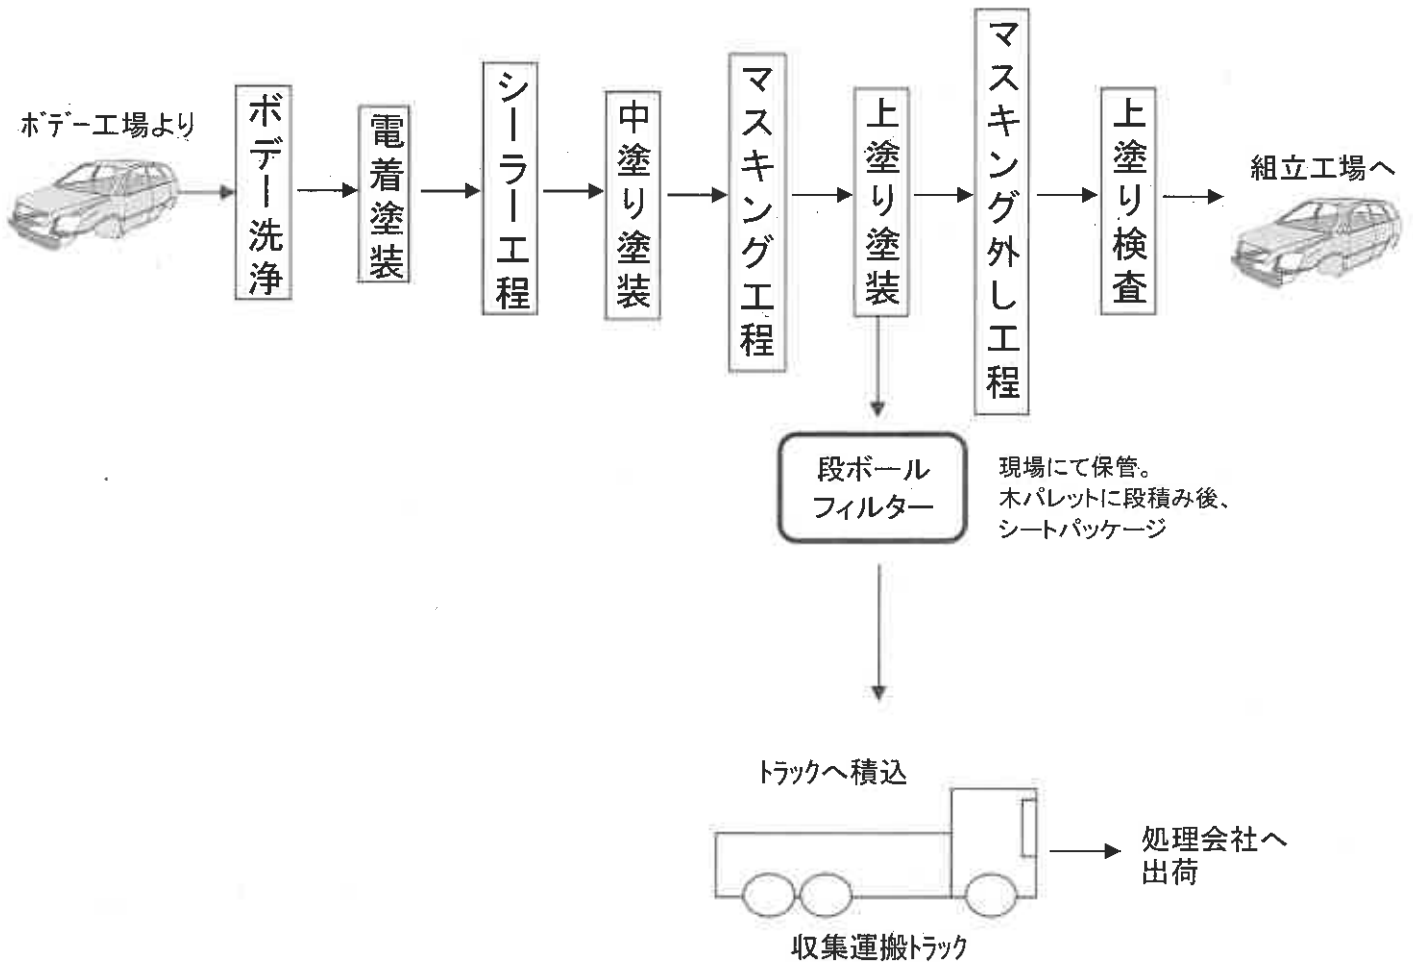 ボデー工場より
ボデー洗浄
電着塗装
シーラー工程
中塗り塗装
マスキング工程
上塗り塗装
マスキング外し工程
上塗り検査
組立工場へ
段ボール
フィルター
現場にて保管。
木パレットに段積み後、
シートパッケージ
トラックへ積込
処理会社へ
出荷
収集運搬トラック